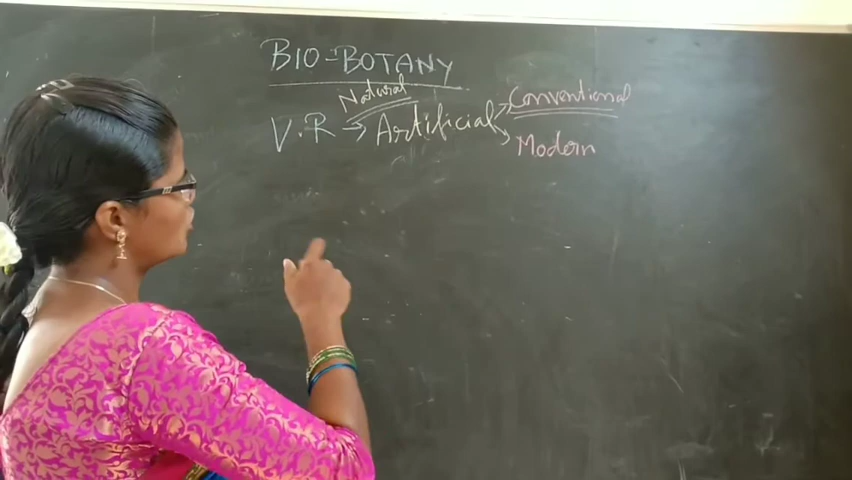 BIO-BOTANY
Natural
V.R → Artificial
Conventional
Modern